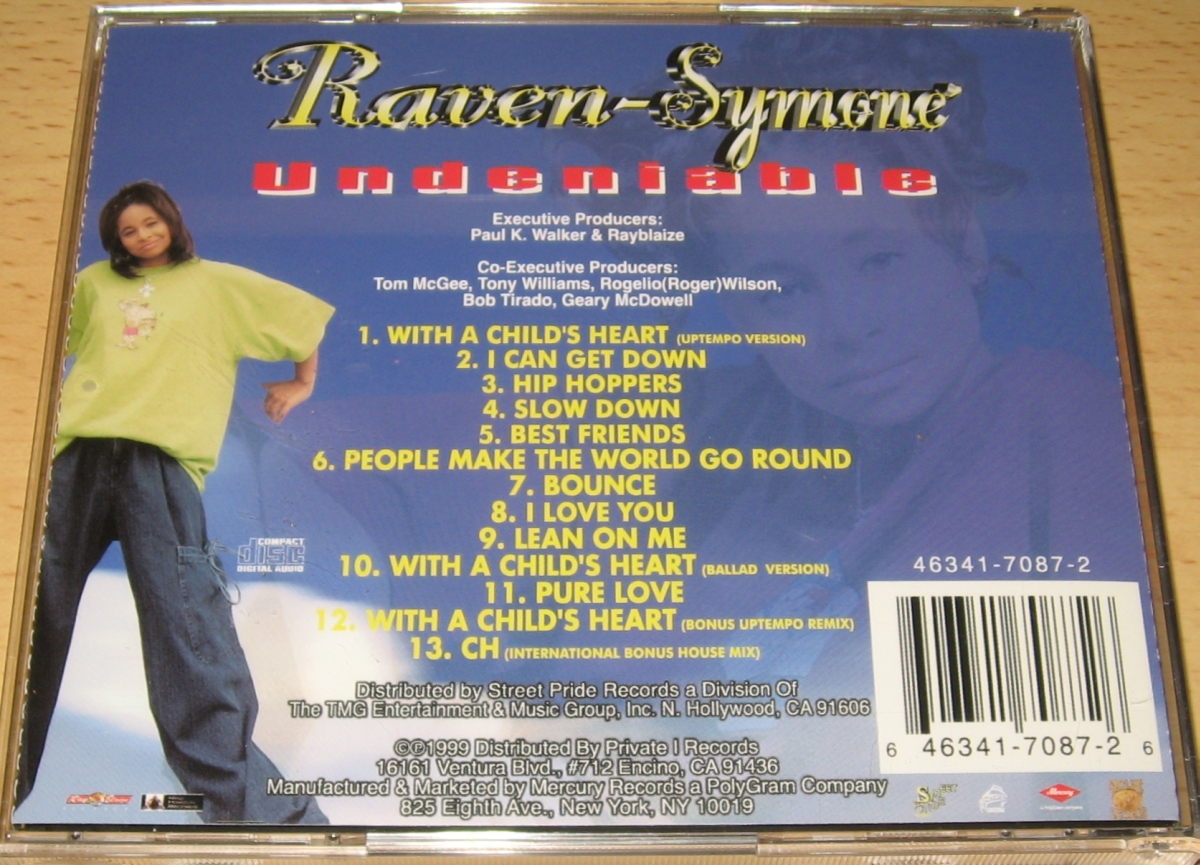 Raven-Symoné
Undeniable
Executive Producers:
Paul K. Walker & Rayblaize
Co-Executive Producers:
Tom McGee, Tony Williams, Rogelio(Roger)Wilson,
Bob Tirado, Geary McDowell
1. WITH A CHILD'S HEART (UPTEMPO VERSION)
2. I CAN GET DOWN
3. HIP HOPPERS
4. SLOW DOWN
5. BEST FRIENDS
6. PEOPLE MAKE THE WORLD GO ROUND
7. BOUNCE
8. I LOVE YOU
9. LEAN ON ME
10. WITH A CHILD'S HEART (BALLAD VERSION)
11. PURE LOVE
12. WITH A CHILD'S HEART (BONUS UPTEMPO REMIX)
13. CH (INTERNATIONAL BONUS HOUSE MIX)
COMPACT
disc
DIGITAL AUDIO
Distributed by Street Pride Records a Division Of
The TMG Entertainment & Music Group, Inc. N. Hollywood, CA 91606
©℗1999 Distributed By Private I Records
16161 Ventura Blvd., #712 Encino, CA 91436
Manufactured & Marketed by Mercury Records a PolyGram Company
825 Eighth Ave., New York, NY 10019
46341-7087-2
6 46341-7087-2 6
Mercury